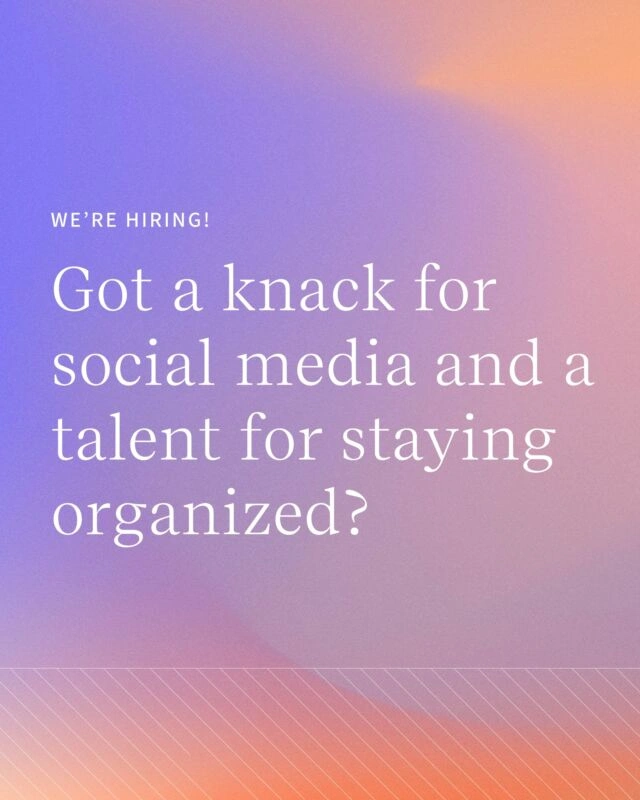 WE’RE HIRING!
Got a knack for
social media and a
talent for staying
organized?